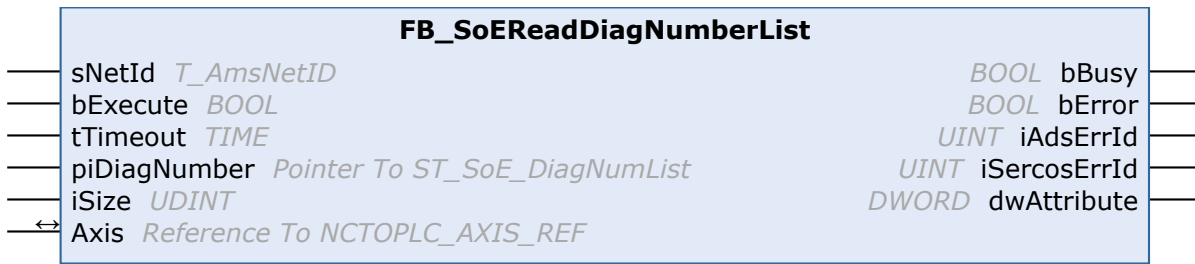 FB_SoEReadDiagNumberList
sNetId T_AmsNetID BOOL bBusy
bExecute BOOL BOOL bError
tTimeout TIME UINT iAdsErrId
piDiagNumber Pointer To ST_SoE_DiagNumList UINT iSercosErrId
iSize UDINT DWORD dwAttribute
↔ Axis Reference To NCTOPLC_AXIS_REF